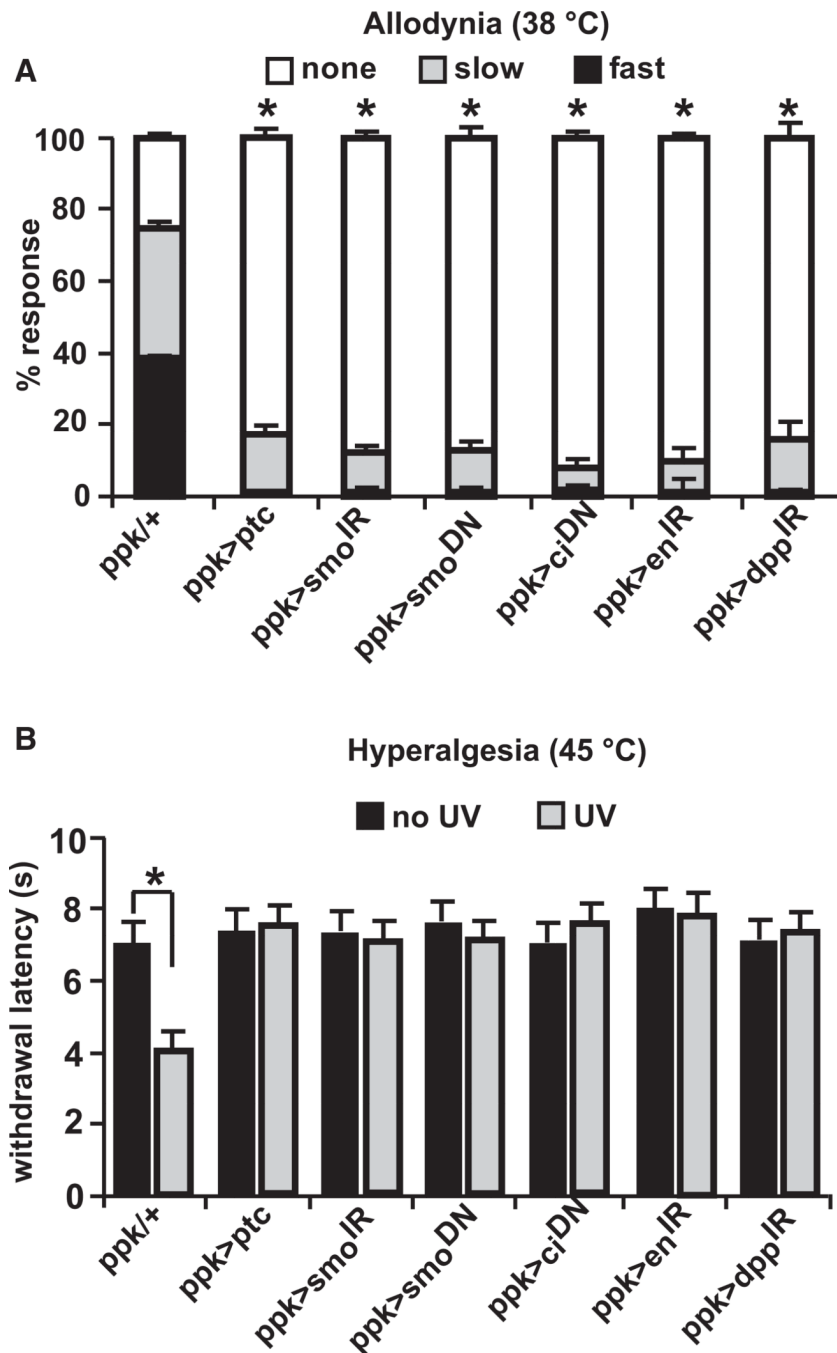 Allodynia (38 °C)
A
none slow fast
* * * * * *
100
80
60
40
20
0
% response
ppk/+ ppk>ptc ppk>smoIR ppk>smoDN ppk>ciDN ppk>enIR ppk>dppIR
B
Hyperalgesia (45 °C)
no UV UV
10
8
6
4
2
0
*
withdrawal latency (s)
ppk/+ ppk>ptc ppk>smoIR ppk>smoDN ppk>ciDN ppk>enIR ppk>dppIR